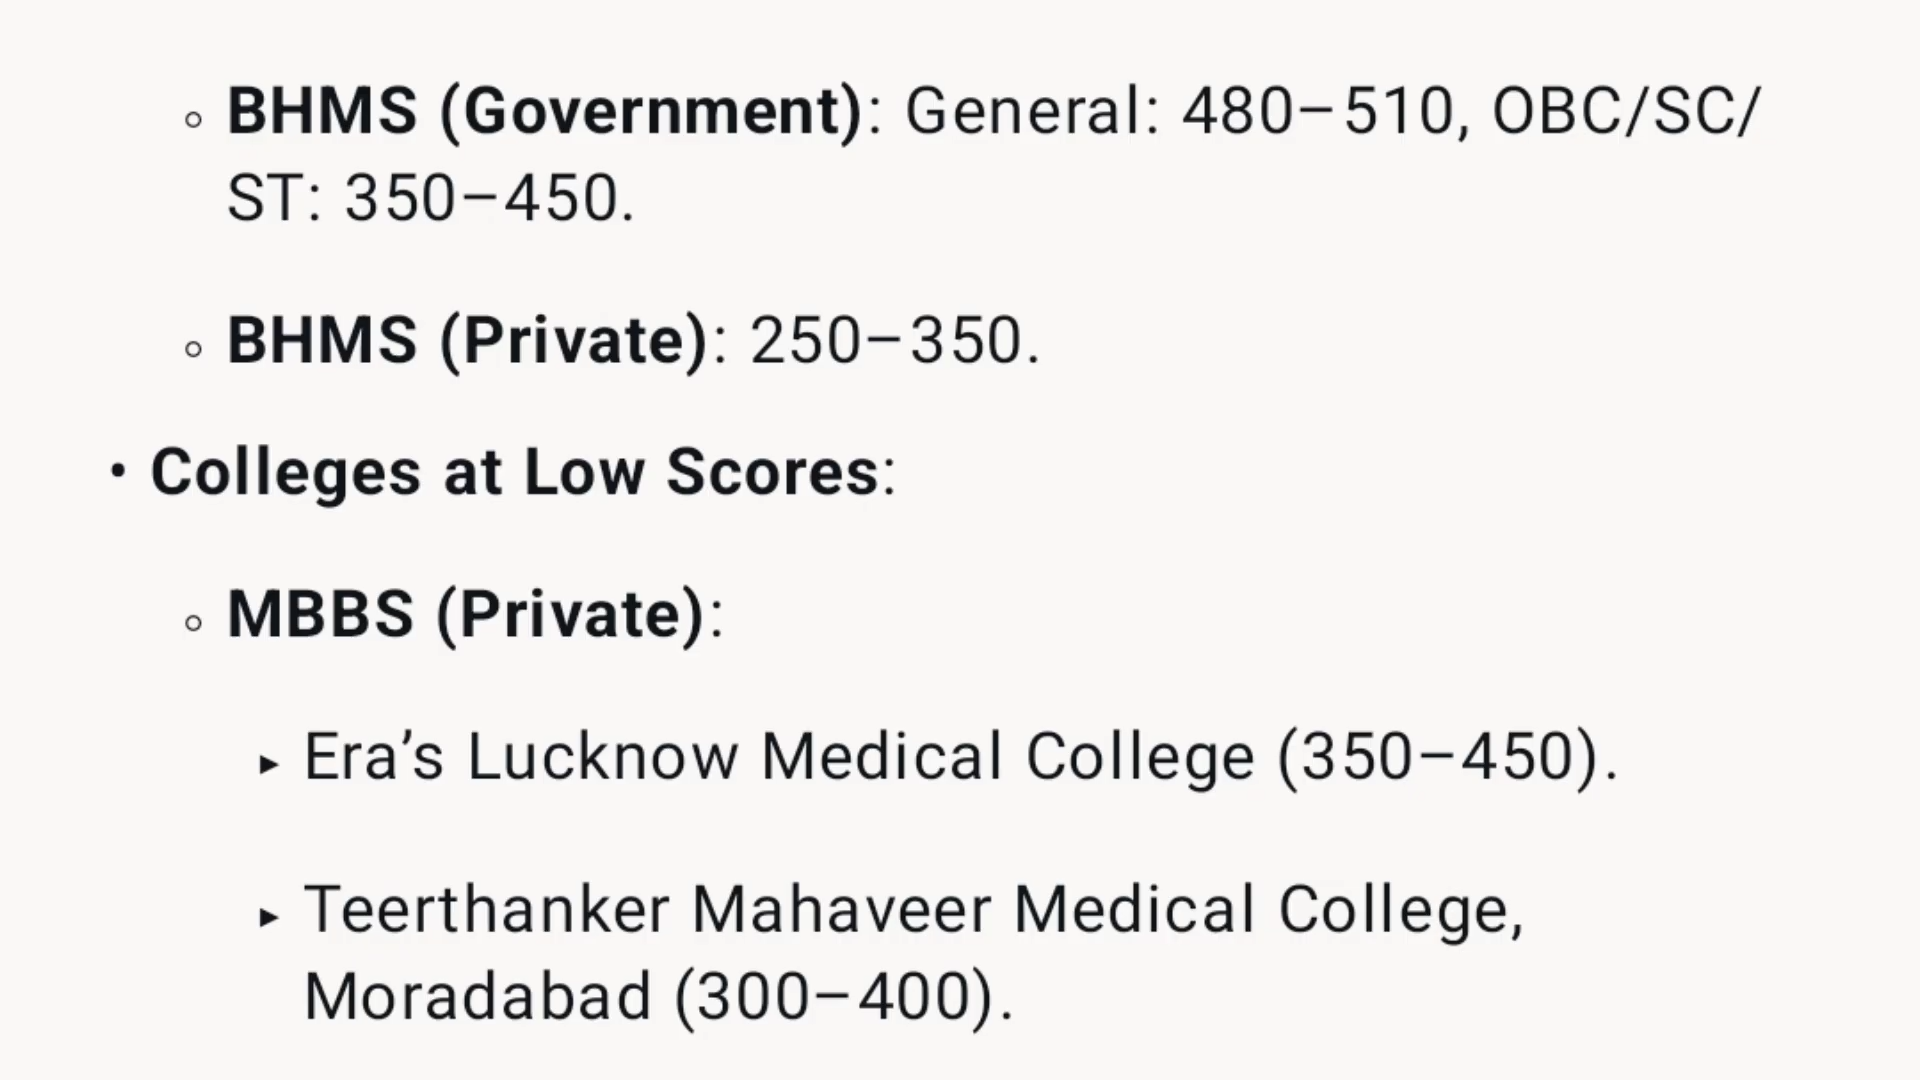 BHMS (Government): General: 480–510, OBC/SC/
ST: 350–450.
BHMS (Private): 250–350.
Colleges at Low Scores:
MBBS (Private):
Era’s Lucknow Medical College (350–450).
Teerthanker Mahaveer Medical College,
Moradabad (300–400).